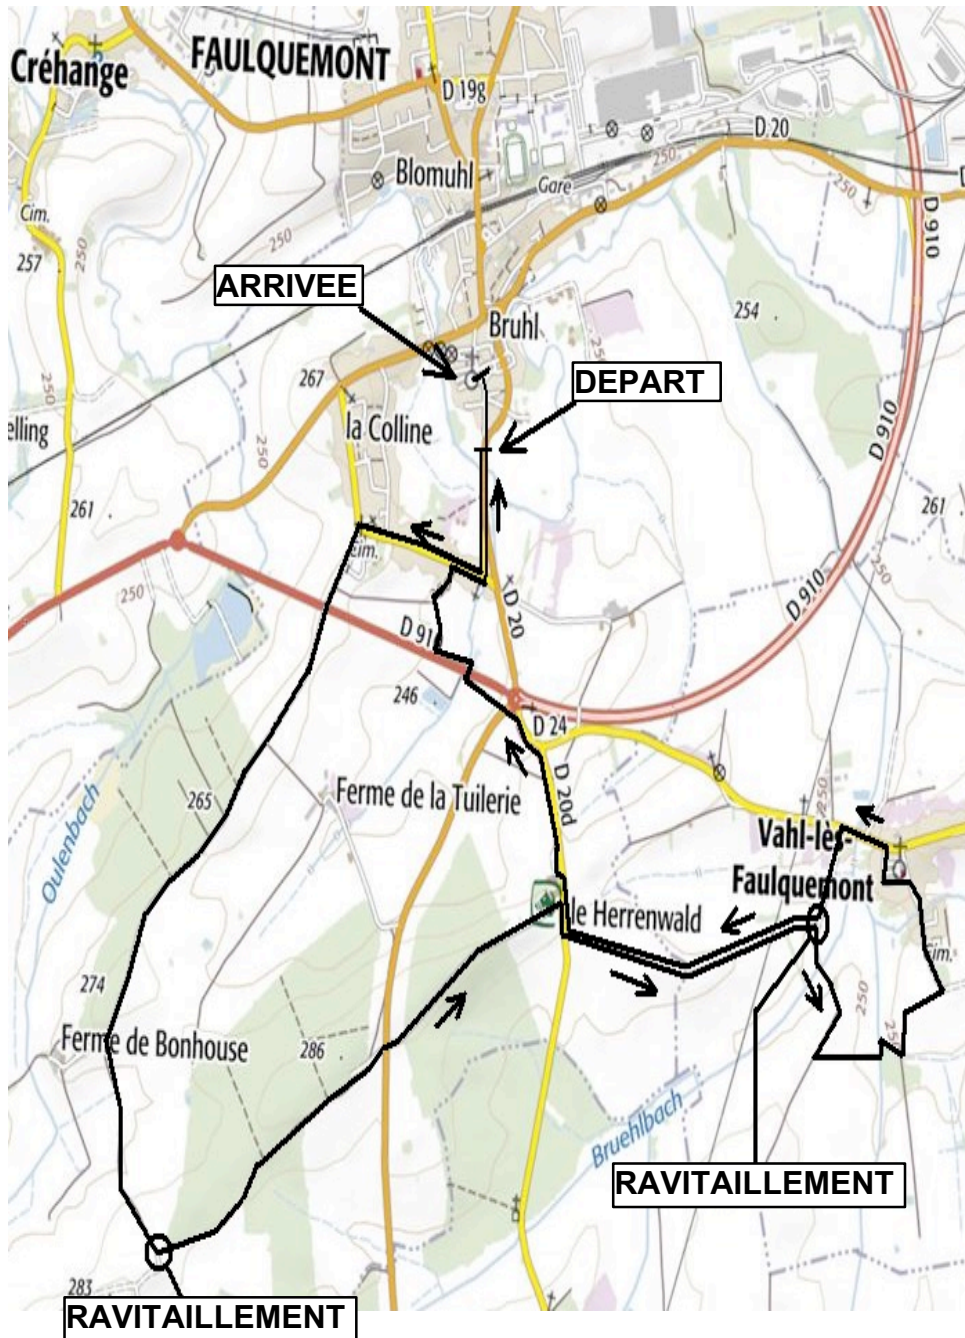 FAULQUEMONT
Créhange
D 19g
D 20
Blomuhl
250
Gare
250
Cim.
250
D 910
257
250
ARRIVEE
254
Bruhl
267
DEPART
250
la Colline
elling
250
D 910
261
261
Cim.
250
250
D 910
D 20
D 91
246
D 24
265
Ferme de la Tuilerie
D 20d
250
Oulenbach
Vahl-lès-
Faulquemont
le Herrenwald
Cim.
274
250
Ferme de Bonhouse
286
Bruehlbach
RAVITAILLEMENT
283
RAVITAILLEMENT